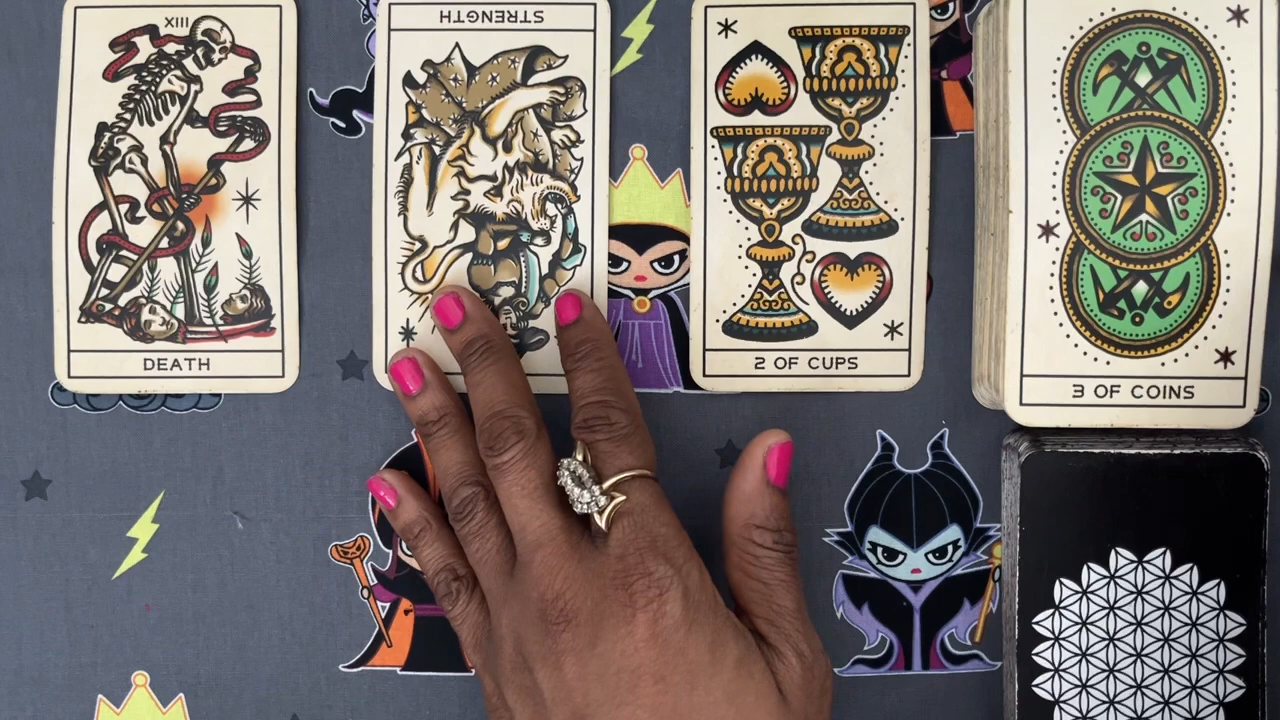 XIII
DEATH
STRENGTH
2 OF CUPS
3 OF COINS